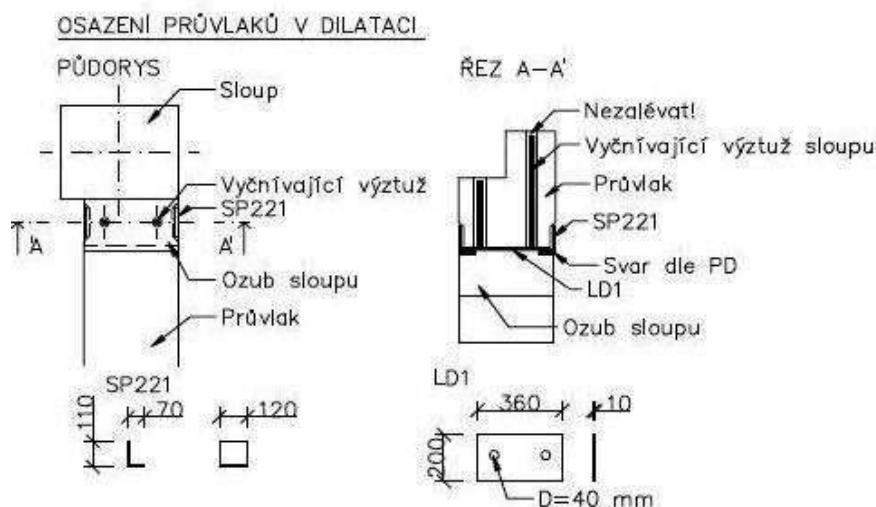 OSAZENÍ PRŮVLAKŮ V DILATACI
PŮDORYS
Sloup
Vyčnívající výztuž
SP221
A
A'
Ozub sloupu
Průvlak
ŘEZ A-A'
Nezalévat!
Vyčnívající výztuž sloupu
Průvlak
SP221
Svar dle PD
LD1
Ozub sloupu
SP221
110
70
120
LD1
360
10
200
D=40 mm